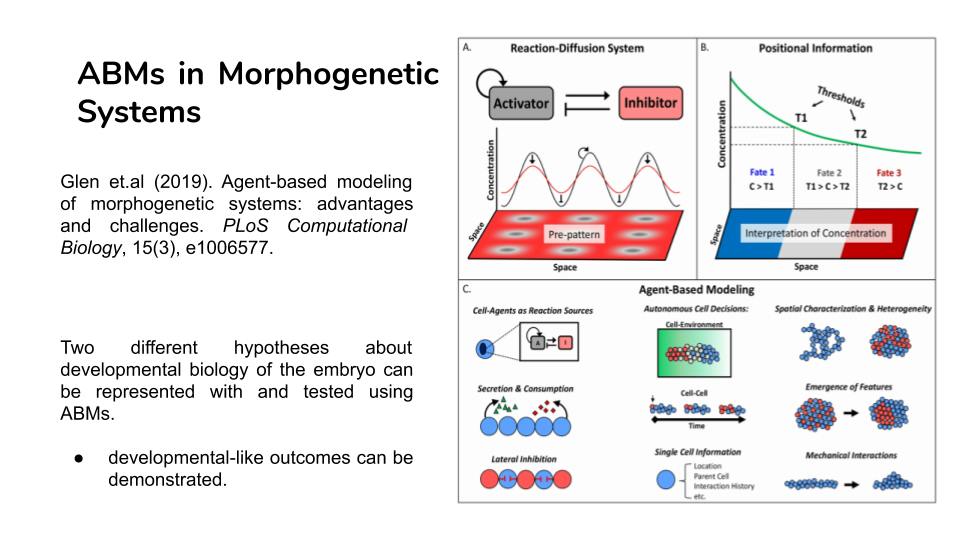 ABMs in Morphogenetic
Systems
Glen et.al (2019). Agent-based modeling
of morphogenetic systems: advantages
and challenges. PLoS Computational
Biology, 15(3), e1006577.
Two different hypotheses about
developmental biology of the embryo can
be represented with and tested using
ABMs.
● developmental-like outcomes can be
demonstrated.
A.
Reaction-Diffusion System
Activator
Inhibitor
Concentration
Pre-pattern
Space
Space
B.
Positional Information
Concentration
Thresholds
T1
T2
Fate 1
Fate 2
Fate 3
C > T1
T1 > C > T2
T2 > C
Interpretation of Concentration
Space
Space
C.
Agent-Based Modeling
Cell-Agents as Reaction Sources
A
I
Secretion & Consumption
Lateral Inhibition
Autonomous Cell Decisions:
Cell-Environment
Cell-Cell
Time
Single Cell Information
Location
Parent Cell
Interaction History
etc.
Spatial Characterization & Heterogeneity
Emergence of Features
Mechanical Interactions